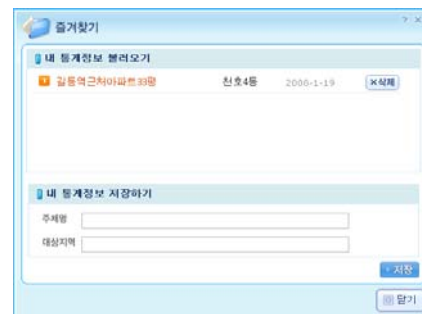 즐겨찾기
내 통계정보 불러오기
1 길동역근처아파트33평 천호4동 2006-1-19 ×삭제
내 통계정보 저장하기
주제명
대상지역
저장
닫기